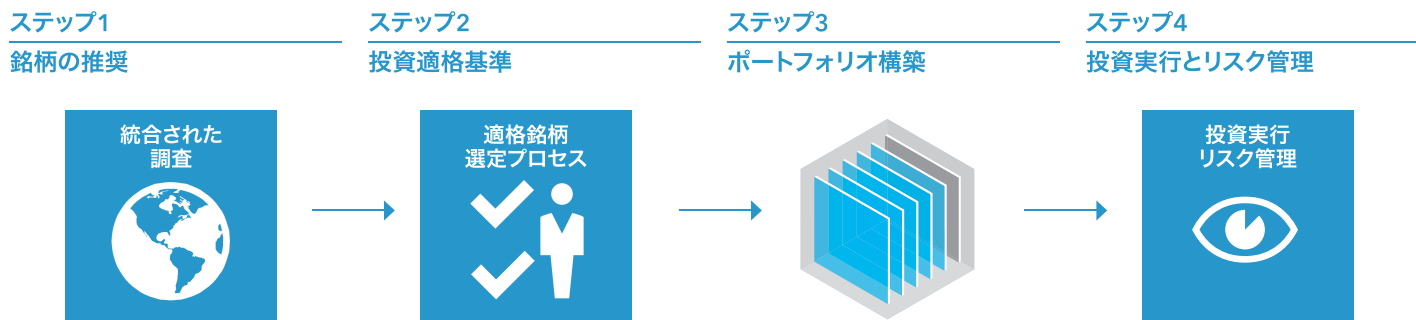 ステップ1
銘柄の推奨
統合された
調査
ステップ2
投資適格基準
適格銘柄
選定プロセス
ステップ3
ポートフォリオ構築
ステップ4
投資実行とリスク管理
投資実行
リスク管理